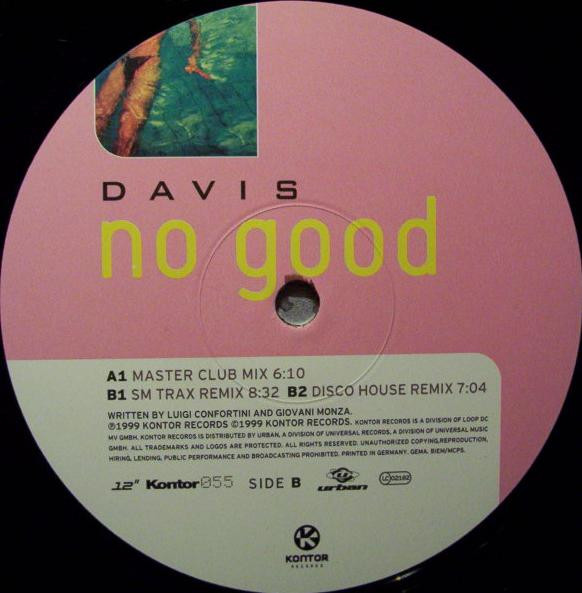 DAVIS
no good
A1 MASTER CLUB MIX 6:10
B1 SM TRAX REMIX 8:32 B2 DISCO HOUSE REMIX 7:04
WRITTEN BY LUIGI CONFORTINI AND GIOVANI MONZA.
℗1999 KONTOR RECORDS ©1999 KONTOR RECORDS. KONTOR RECORDS IS A DIVISION OF LOOP DC
MV GMBH. KONTOR RECORDS IS DISTRIBUTED BY URBAN, A DIVISION OF UNIVERSAL RECORDS, A DIVISION OF UNIVERSAL MUSIC
GMBH. ALL TRADEMARKS AND LOGOS ARE PROTECTED. ALL RIGHTS RESERVED. UNAUTHORIZED COPYING, REPRODUCTION,
HIRING, LENDING, PUBLIC PERFORMANCE AND BROADCASTING PROHIBITED. PRINTED IN GERMANY. GEMA. BIEM/MCPS.
12" Kontor055 SIDE B urban LC 02182
K
KONTOR
RECORDS